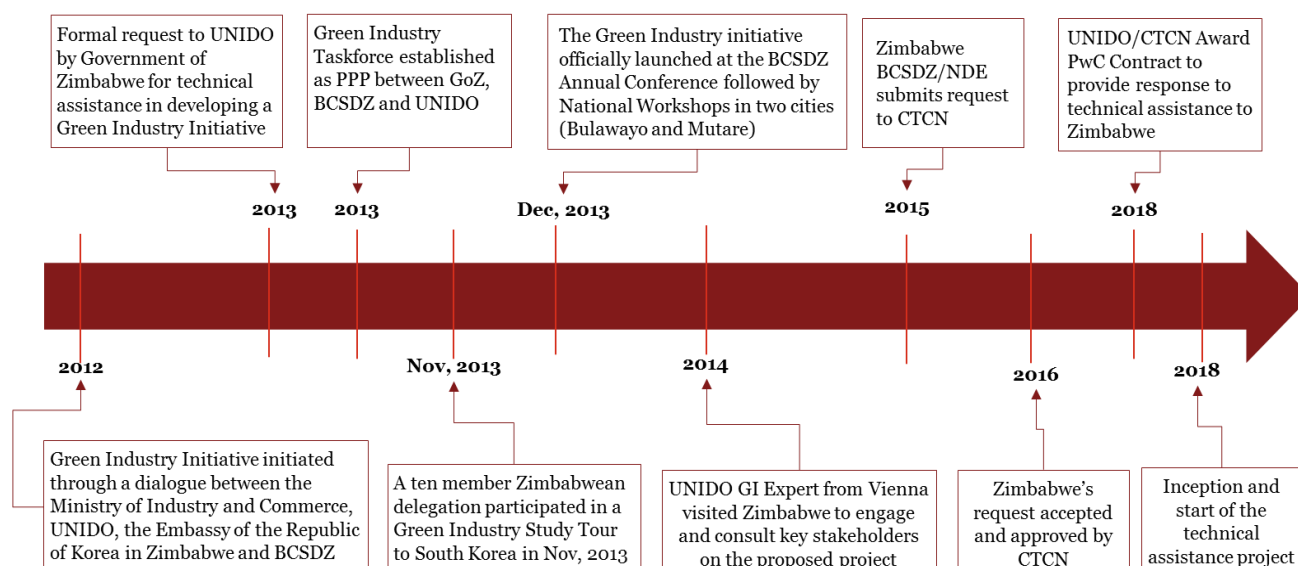 Formal request to UNIDO
by Government of
Zimbabwe for technical
assistance in developing a
Green Industry Initiative
Green Industry
Taskforce established
as PPP between GoZ,
BCSDZ and UNIDO
The Green Industry initiative
officially launched at the BCSDZ
Annual Conference followed by
National Workshops in two cities
(Bulawayo and Mutare)
Zimbabwe
BCSDZ/NDE
submits request
to CTCN
UNIDO/CTCN Award
PwC Contract to
provide response to
technical assistance to
Zimbabwe
2013
2013
Dec, 2013
2015
2018
2012
Nov, 2013
2014
2016
2018
Green Industry Initiative initiated
through a dialogue between the
Ministry of Industry and Commerce,
UNIDO, the Embassy of the Republic
of Korea in Zimbabwe and BCSDZ
A ten member Zimbabwean
delegation participated in a
Green Industry Study Tour
to South Korea in Nov, 2013
UNIDO GI Expert from Vienna
visited Zimbabwe to engage
and consult key stakeholders
on the proposed project
Zimbabwe's
request accepted
and approved by
CTCN
Inception and
start of the
technical
assistance project